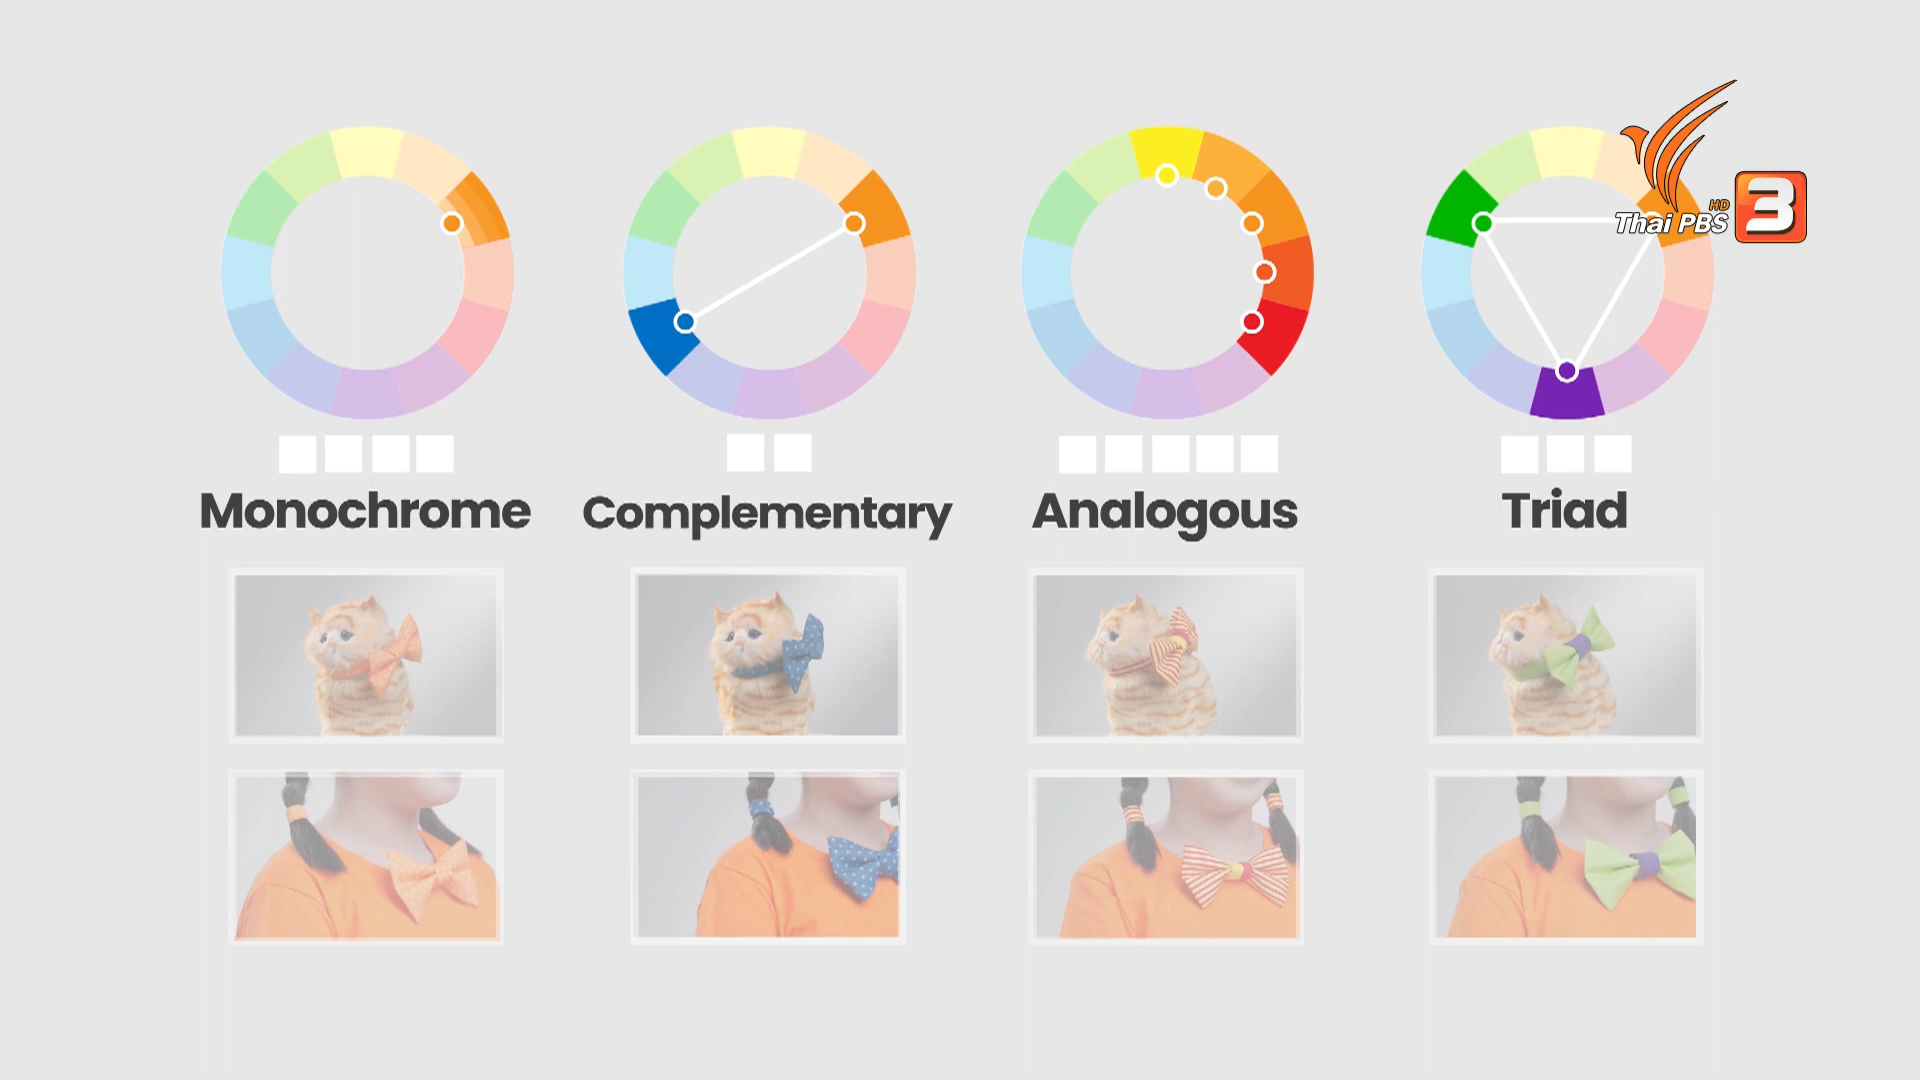 Thai PBS
HD
3
Monochrome
Complementary
Analogous
Triad